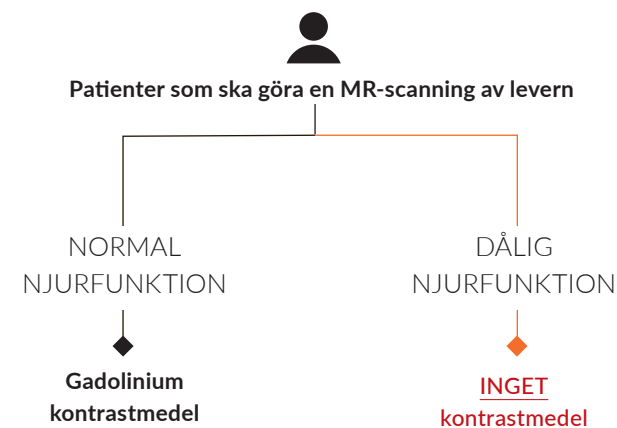 Patienter som ska göra en MR-scanning av levern
NORMAL
NJURFUNKTION
Gadolinium
kontrastmedel
DÅLIG
NJURFUNKTION
INGET
kontrastmedel